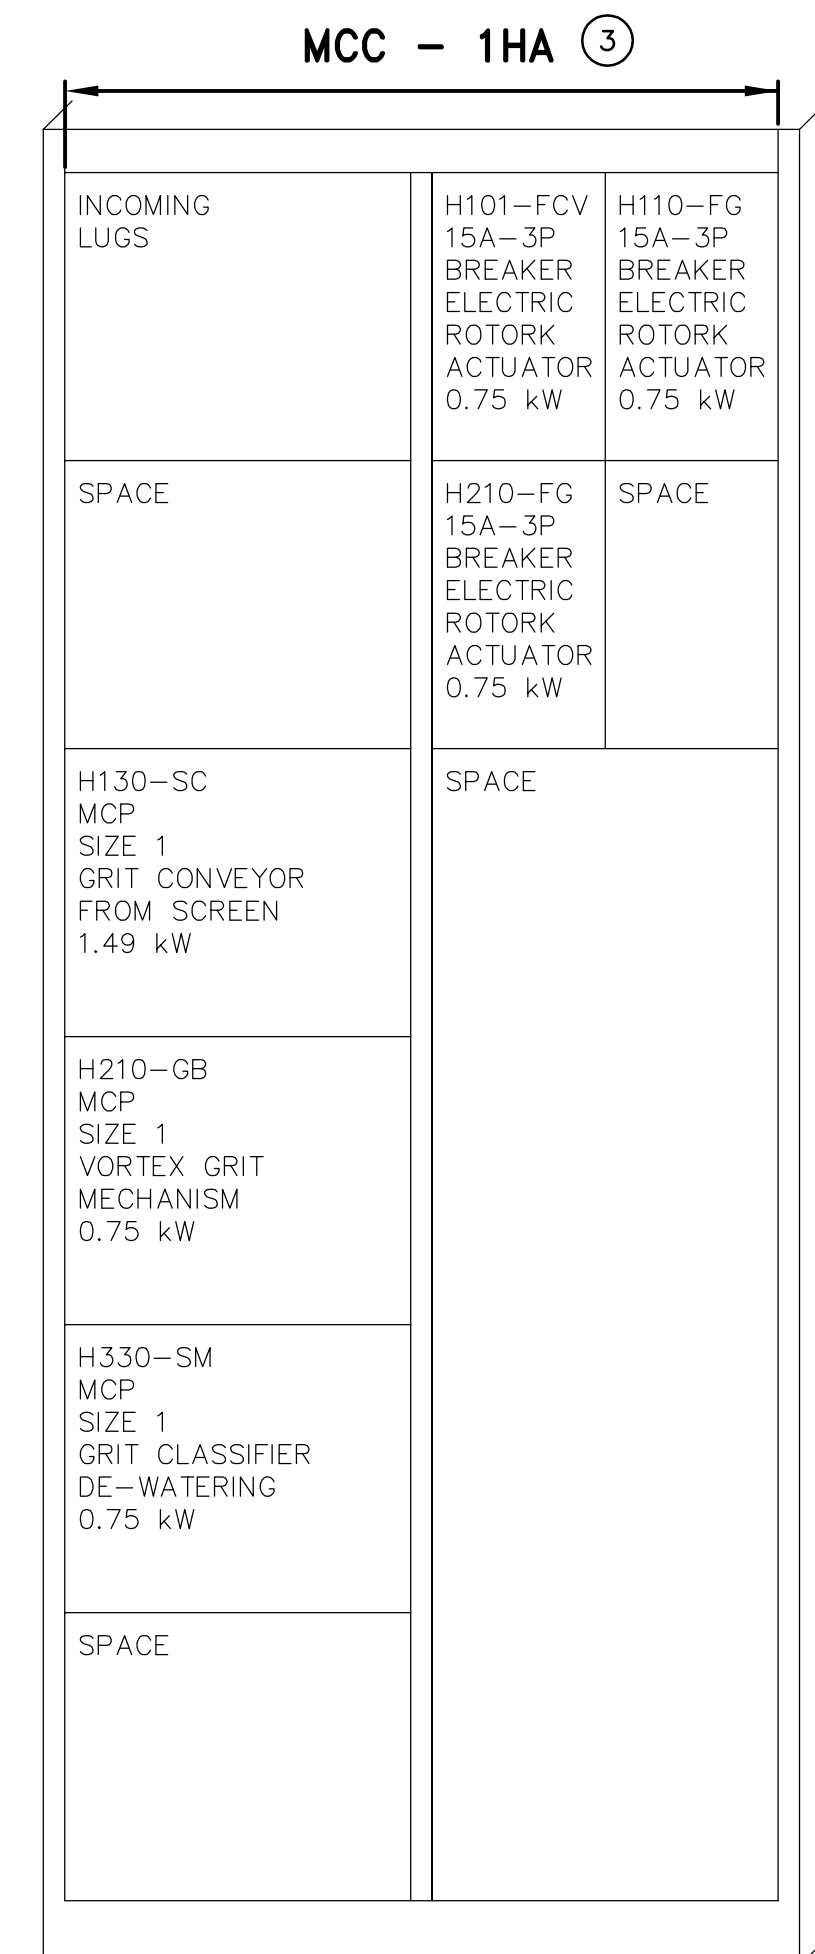 MCC - 1HA 3
INCOMING
LUGS
SPACE
H130-SC
MCP
SIZE 1
GRIT CONVEYOR
FROM SCREEN
1.49 kW
H210-GB
MCP
SIZE 1
VORTEX GRIT
MECHANISM
0.75 kW
H330-SM
MCP
SIZE 1
GRIT CLASSIFIER
DE-WATERING
0.75 kW
SPACE
H101-FCV
15A-3P
BREAKER
ELECTRIC
ROTORK
ACTUATOR
0.75 kW
H110-FG
15A-3P
BREAKER
ELECTRIC
ROTORK
ACTUATOR
0.75 kW
H210-FG
15A-3P
BREAKER
ELECTRIC
ROTORK
ACTUATOR
0.75 kW
SPACE
SPACE